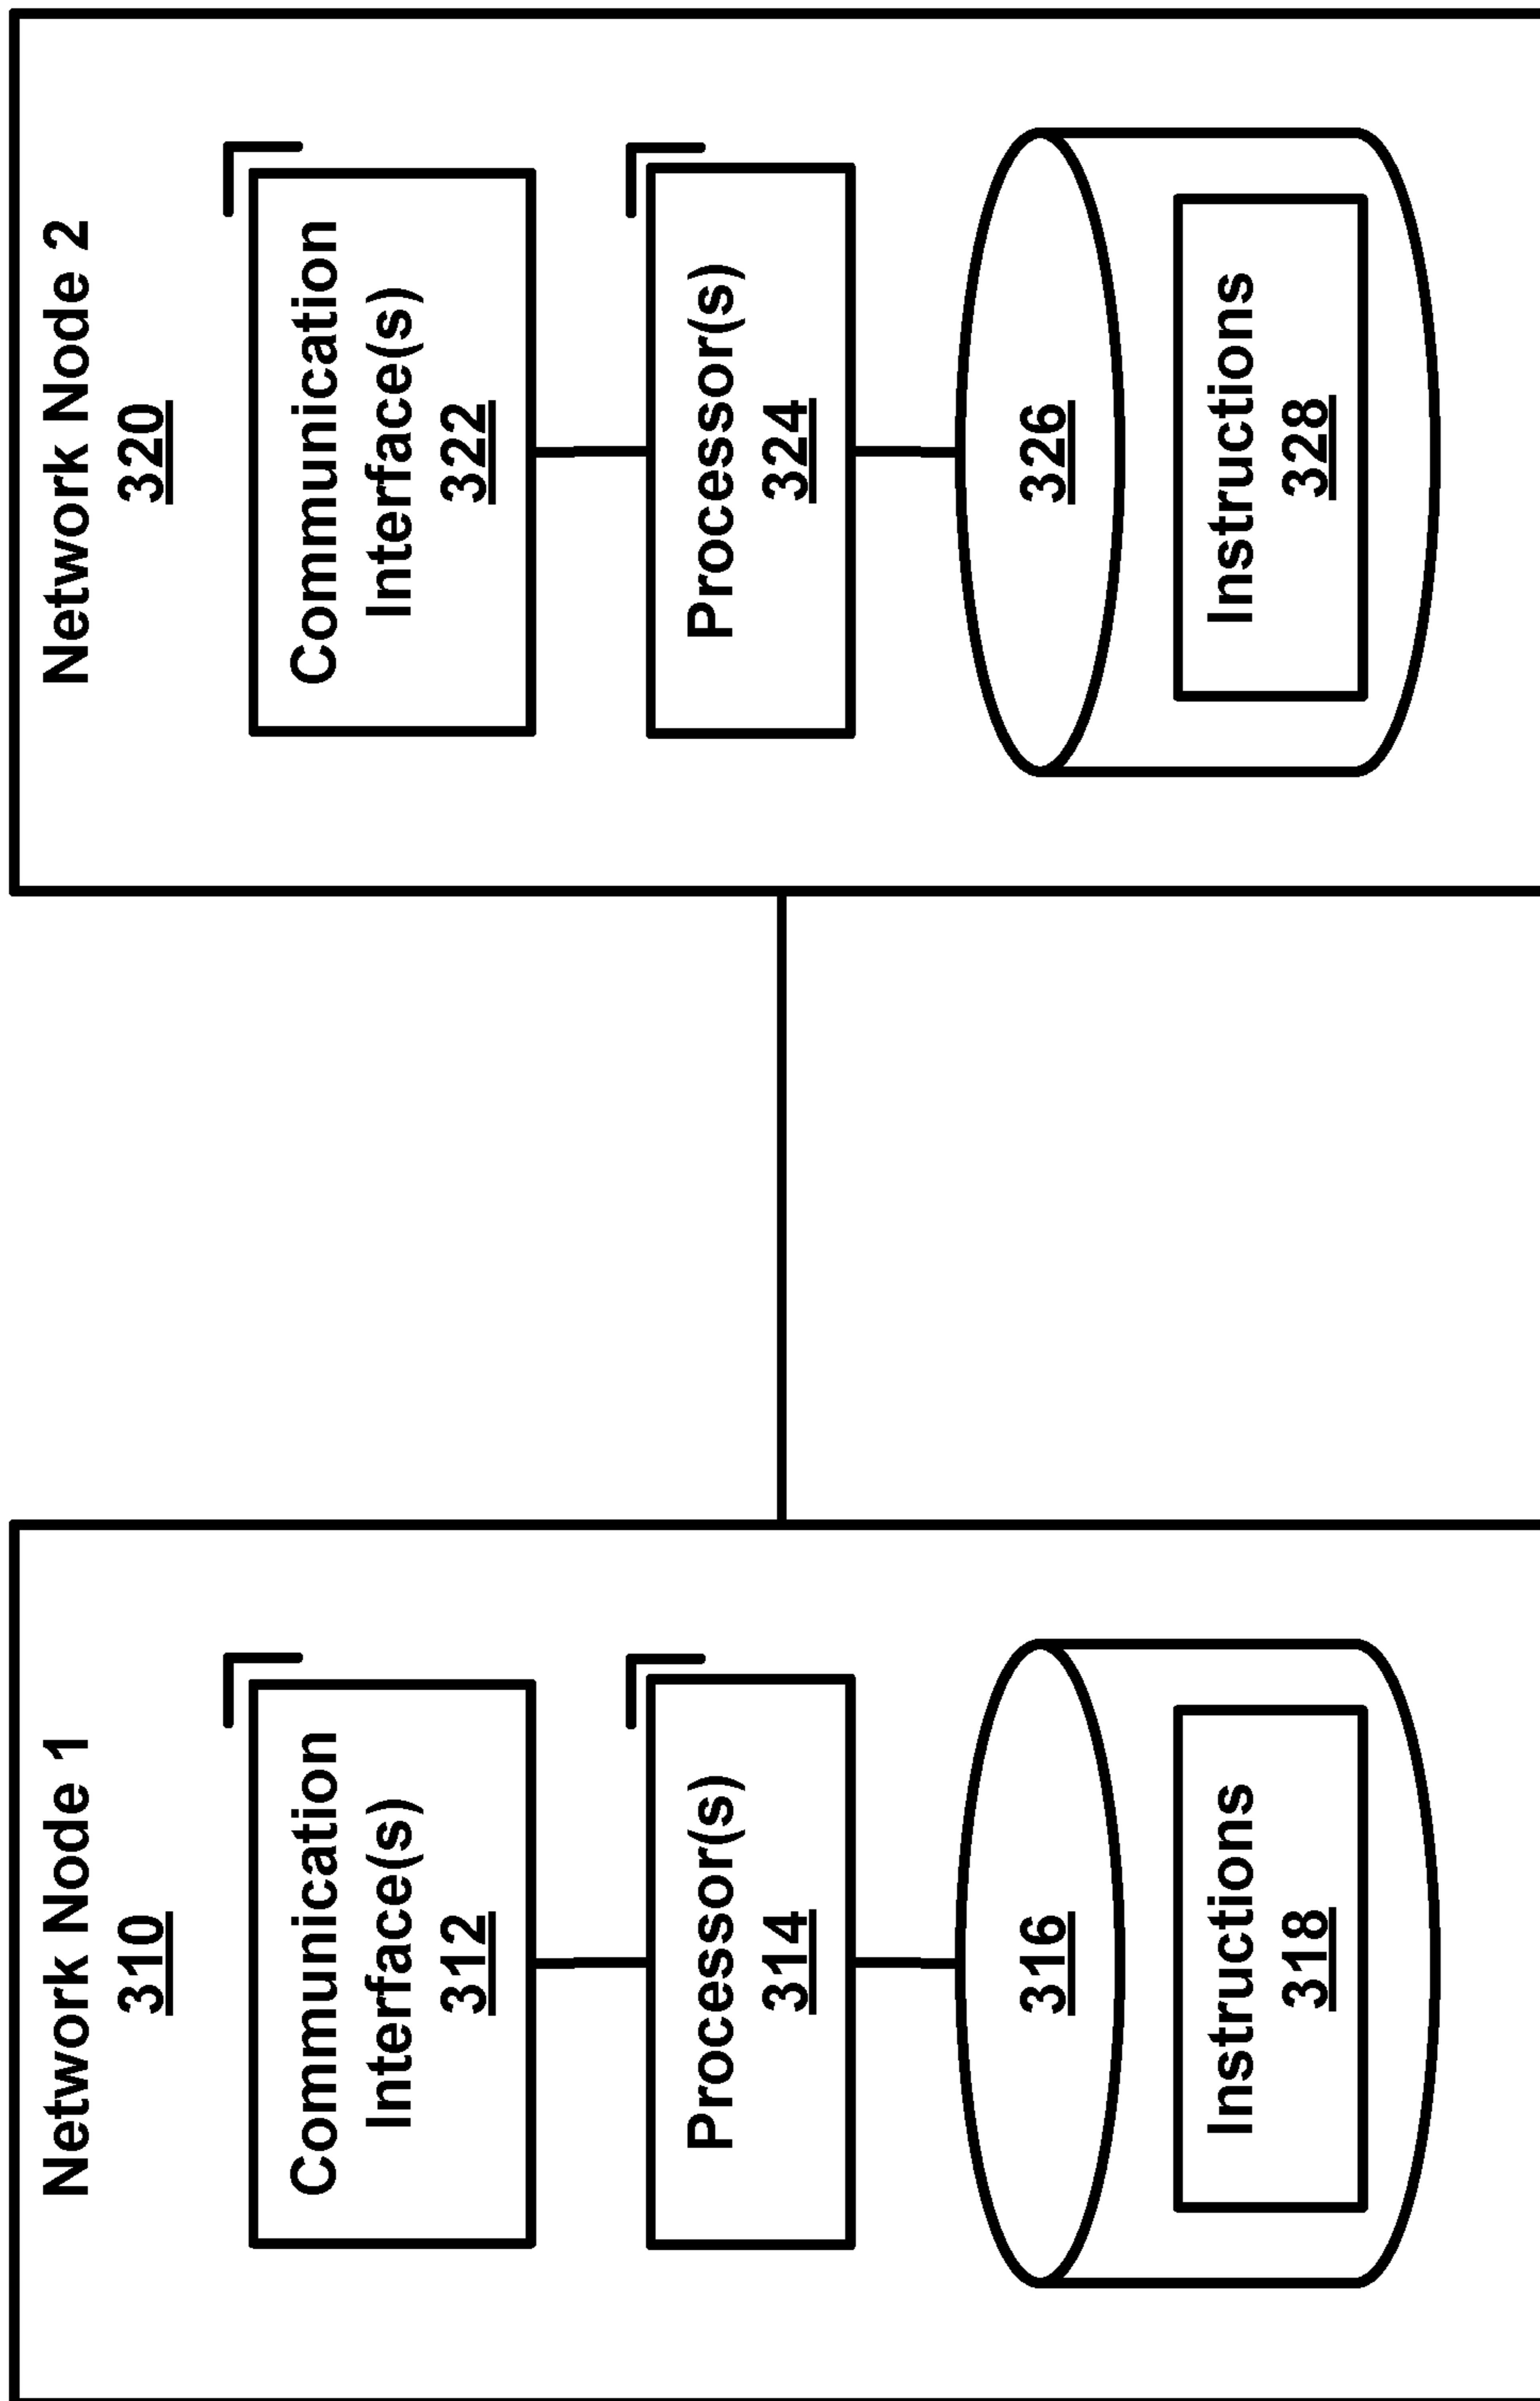 Network Node 1
310
Communication
Interface(s)
312
Processor(s)
314
316
Instructions
318
Network Node 2
320
Communication
Interface(s)
322
Processor(s)
324
326
Instructions
328